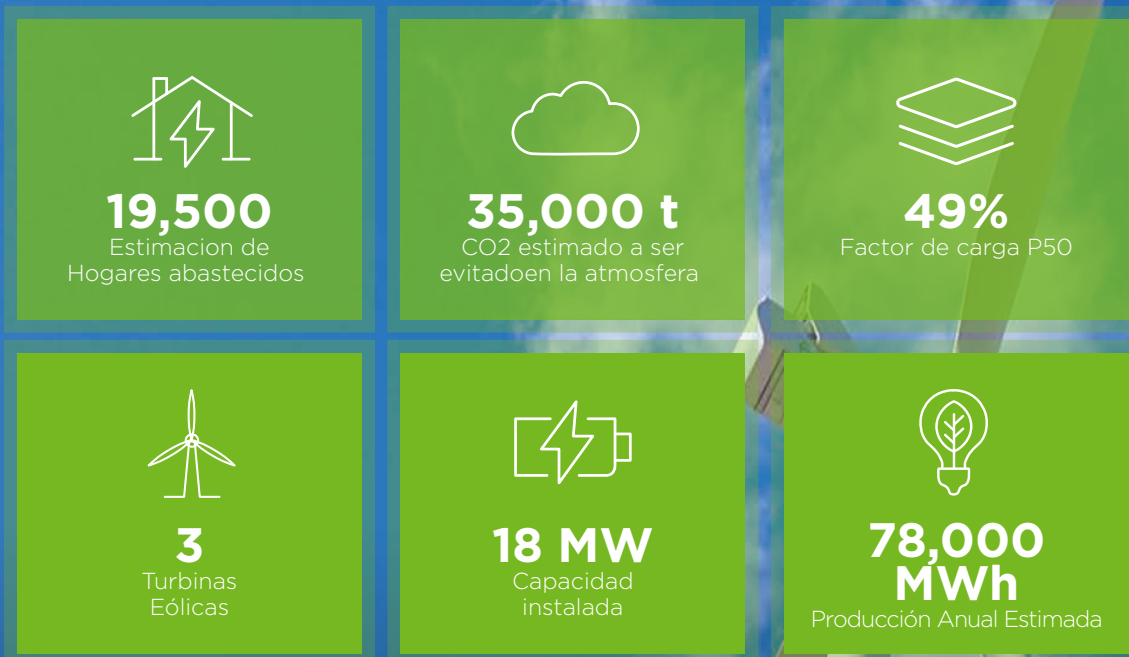 19,500
Estimacion de
Hogares abastecidos
35,000 t
CO2 estimado a ser
evitadoen la atmosfera
49%
Factor de carga P50
3
Turbinas
Eólicas
18 MW
Capacidad
instalada
78,000
MWh
Producción Anual Estimada